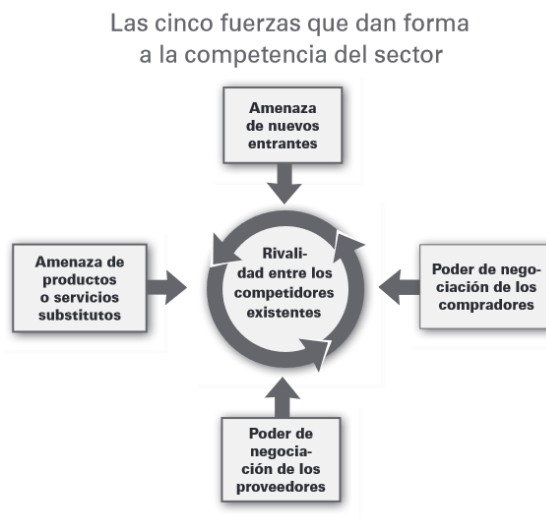 Las cinco fuerzas que dan forma
a la competencia del sector
Amenaza
de nuevos
entrantes
Amenaza de
productos
o servicios
substitutos
Rivali-
dad entre los
competidores
existentes
Poder de nego-
ciación de los
compradores
Poder de
negocia-
ción de los
proveedores